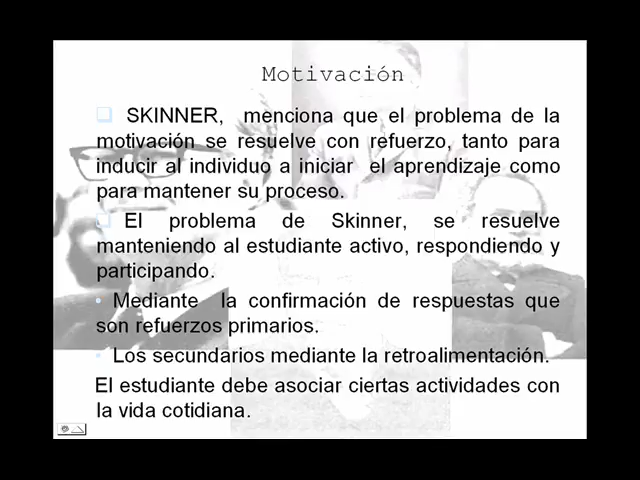 Motivación
SKINNER, menciona que el problema de la
motivación se resuelve con refuerzo, tanto para
inducir al individuo a iniciar el aprendizaje como
para mantener su proceso.
El problema de Skinner, se resuelve
manteniendo al estudiante activo, respondiendo y
participando.
• Mediante la confirmación de respuestas que
son refuerzos primarios.
• Los secundarios mediante la retroalimentación.
El estudiante debe asociar ciertas actividades con
la vida cotidiana.